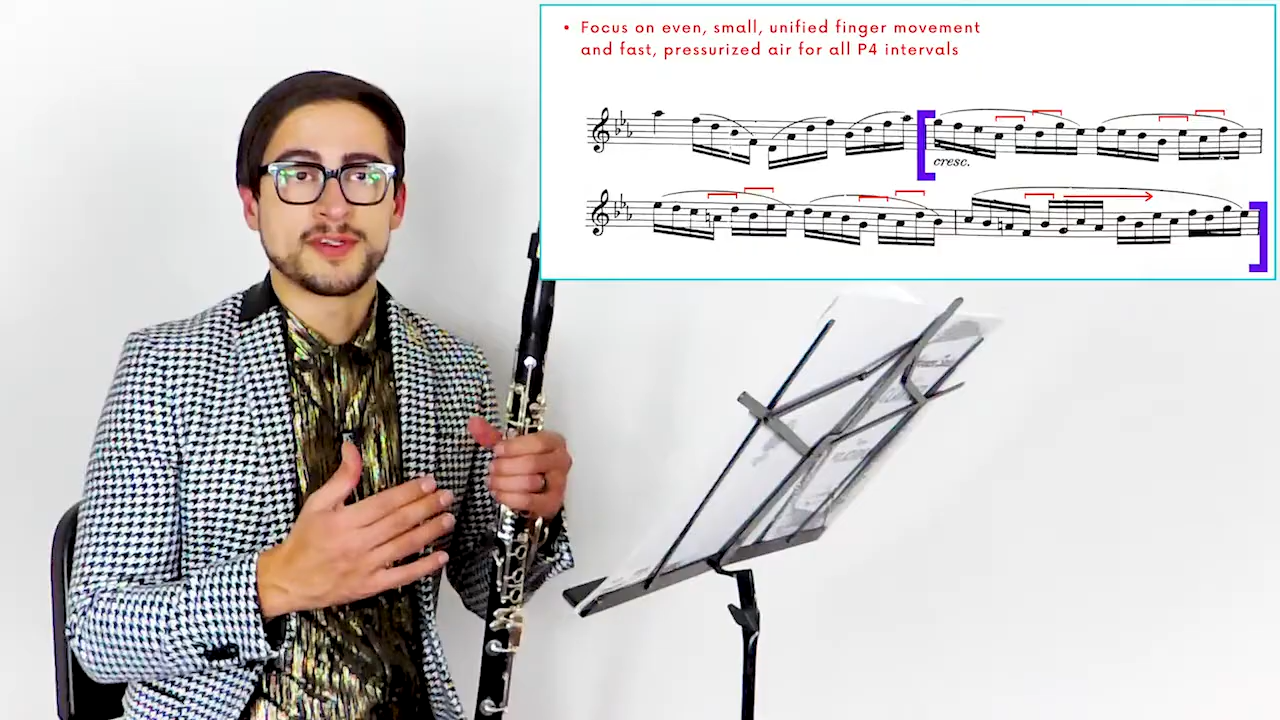 • Focus on even, small, unified finger movement
and fast, pressurized air for all P4 intervals
cresc.